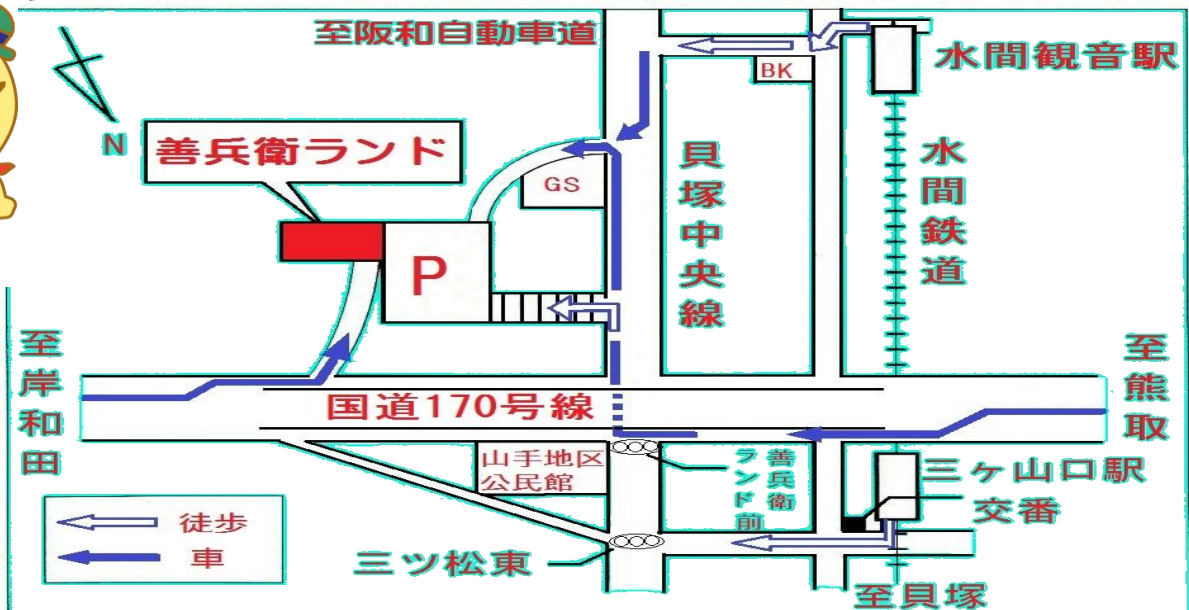 至阪和自動車道
BK
水間観音駅
N
善兵衛ランド
GS
貝塚中央線
水間鉄道
P
至岸和田
国道170号線
至熊取
山手地区
公民館
善兵衛
ランド前
三ヶ山口駅
交番
徒歩
車
三ツ松東
至貝塚